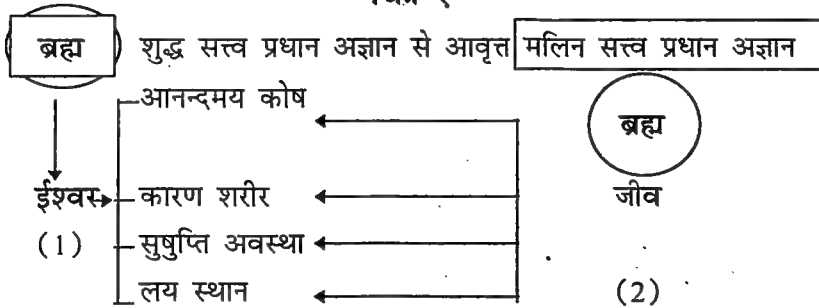 ब्रह्म शुद्ध सत्त्व प्रधान अज्ञान से आवृत्त मलिन सत्त्व प्रधान अज्ञान
आनन्दमय कोष
ब्रह्म
ईश्वर कारण शरीर जीव
(1) सुषुप्ति अवस्था
लय स्थान (2)